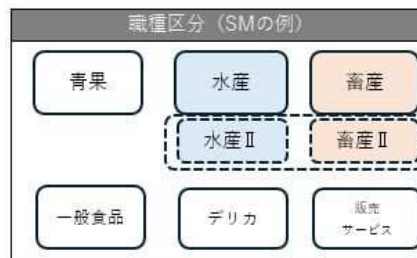 職種区分（SMの例）
青果
水産
畜産
水産Ⅱ
畜産Ⅱ
一般食品
デリカ
販売
サービス